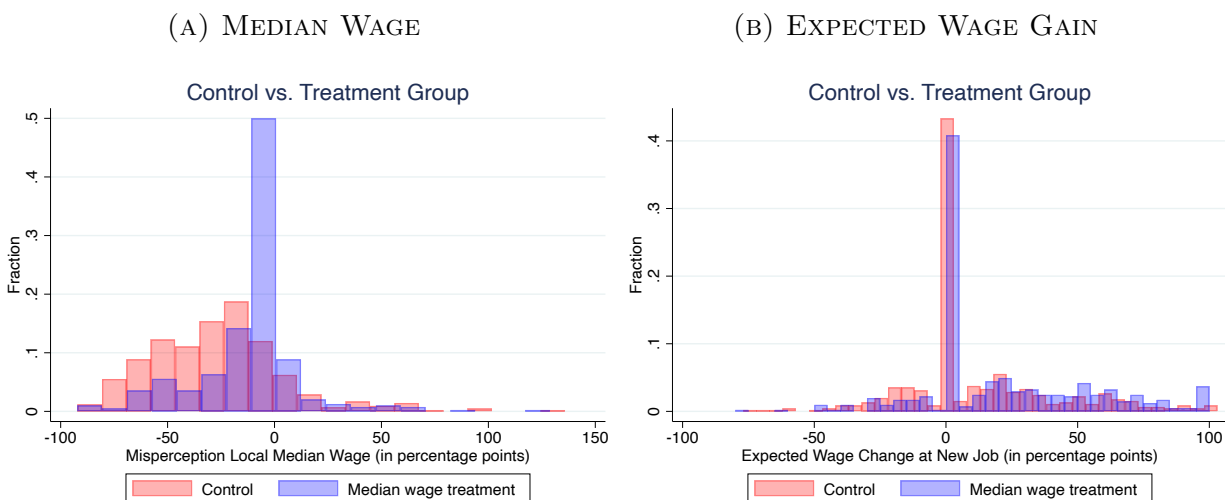 (A) MEDIAN WAGE
Control vs. Treatment Group
Fraction
.5
.4
.3
.2
.1
0
-100 -50 0 50 100 150
Misperception Local Median Wage (in percentage points)
Control Median wage treatment
(B) EXPECTED WAGE GAIN
Control vs. Treatment Group
Fraction
.4
.3
.2
.1
0
-100 -50 0 50 100
Expected Wage Change at New Job (in percentage points)
Control Median wage treatment